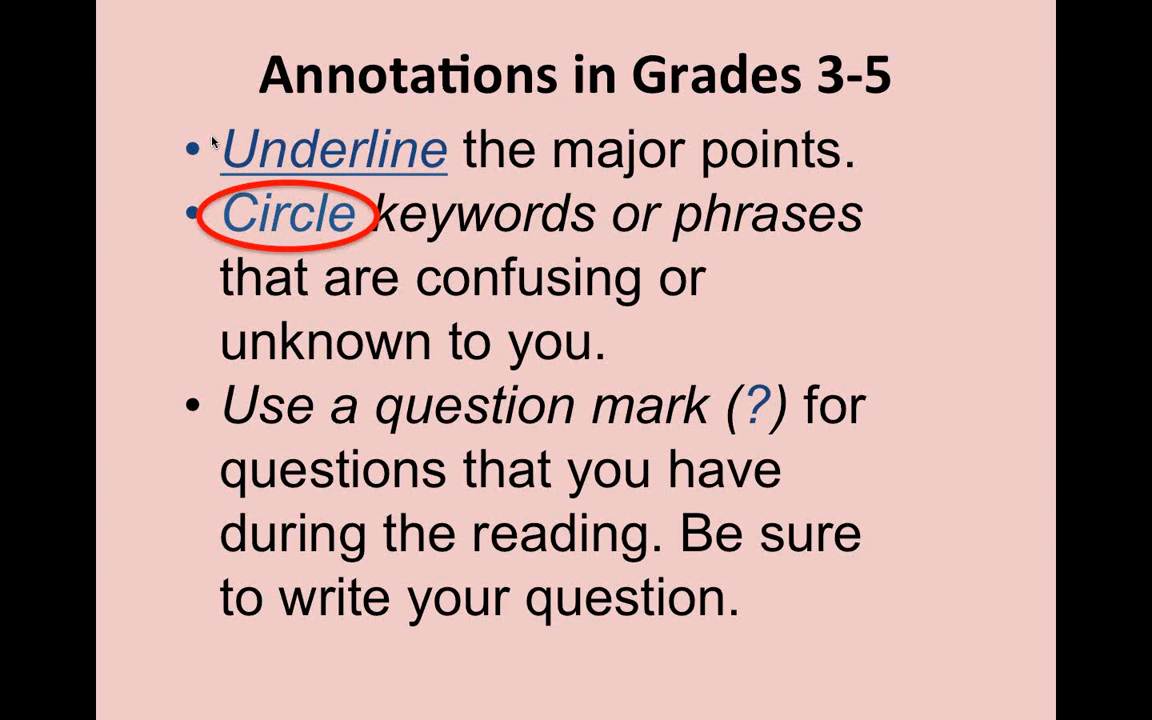 Annotations in Grades 3-5
• Underline the major points.
• Circle keywords or phrases
that are confusing or
unknown to you.
• Use a question mark (?) for
questions that you have
during the reading. Be sure
to write your question.